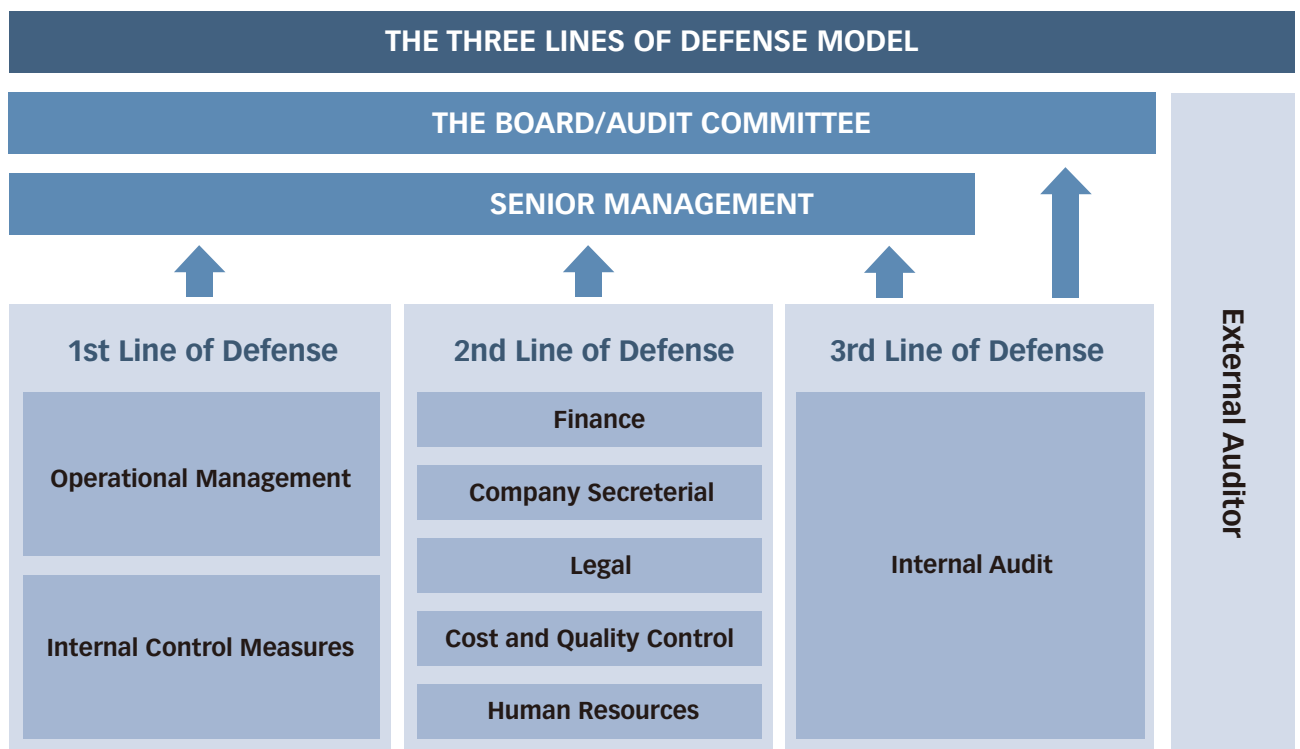 THE THREE LINES OF DEFENSE MODEL
THE BOARD/AUDIT COMMITTEE
SENIOR MANAGEMENT
1st Line of Defense
Operational Management
Internal Control Measures
2nd Line of Defense
Finance
Company Secreterial
Legal
Cost and Quality Control
Human Resources
3rd Line of Defense
Internal Audit
External Auditor